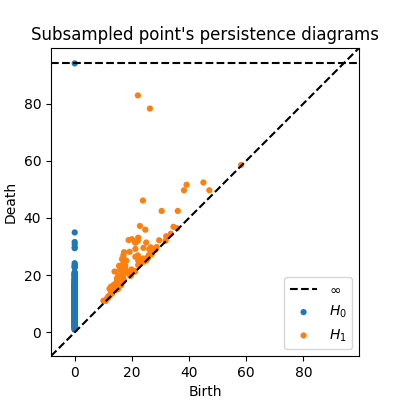 Subsampled point's persistence diagrams
Death
80
60
40
20
0
0 20 40 60 80
Birth
∞
H₀
H₁